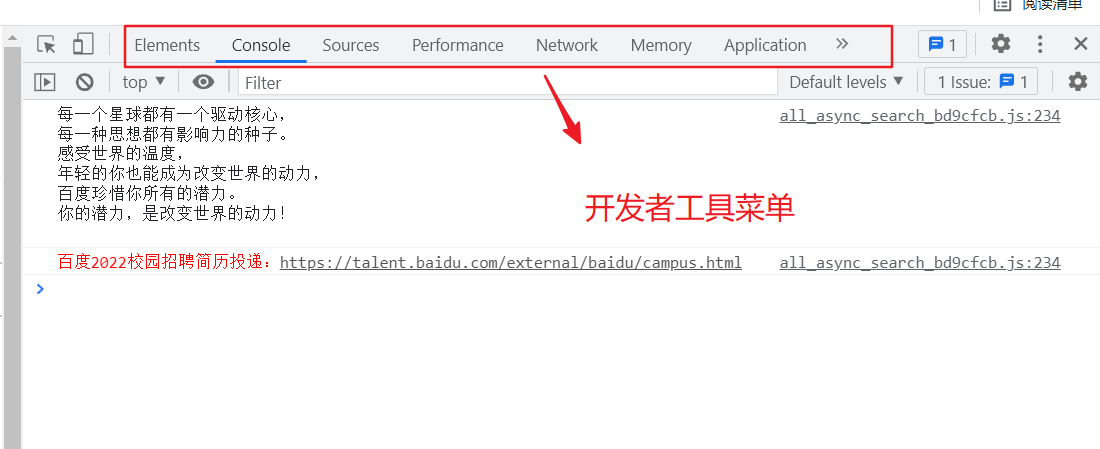 阅读清单
Elements Console Sources Performance Network Memory Application » 1
top ▼ Filter Default levels ▼ 1 Issue: 1
每一个星球都有一个驱动核心， all_async_search_bd9cfcb.js:234
每一种思想都有影响力的种子。
感受世界的温度，
年轻的你也能成为改变世界的动力，
百度珍惜你所有的潜力。
你的潜力，是改变世界的动力！
开发者工具菜单
百度2022校园招聘简历投递：https://talent.baidu.com/external/baidu/campus.html all_async_search_bd9cfcb.js:234